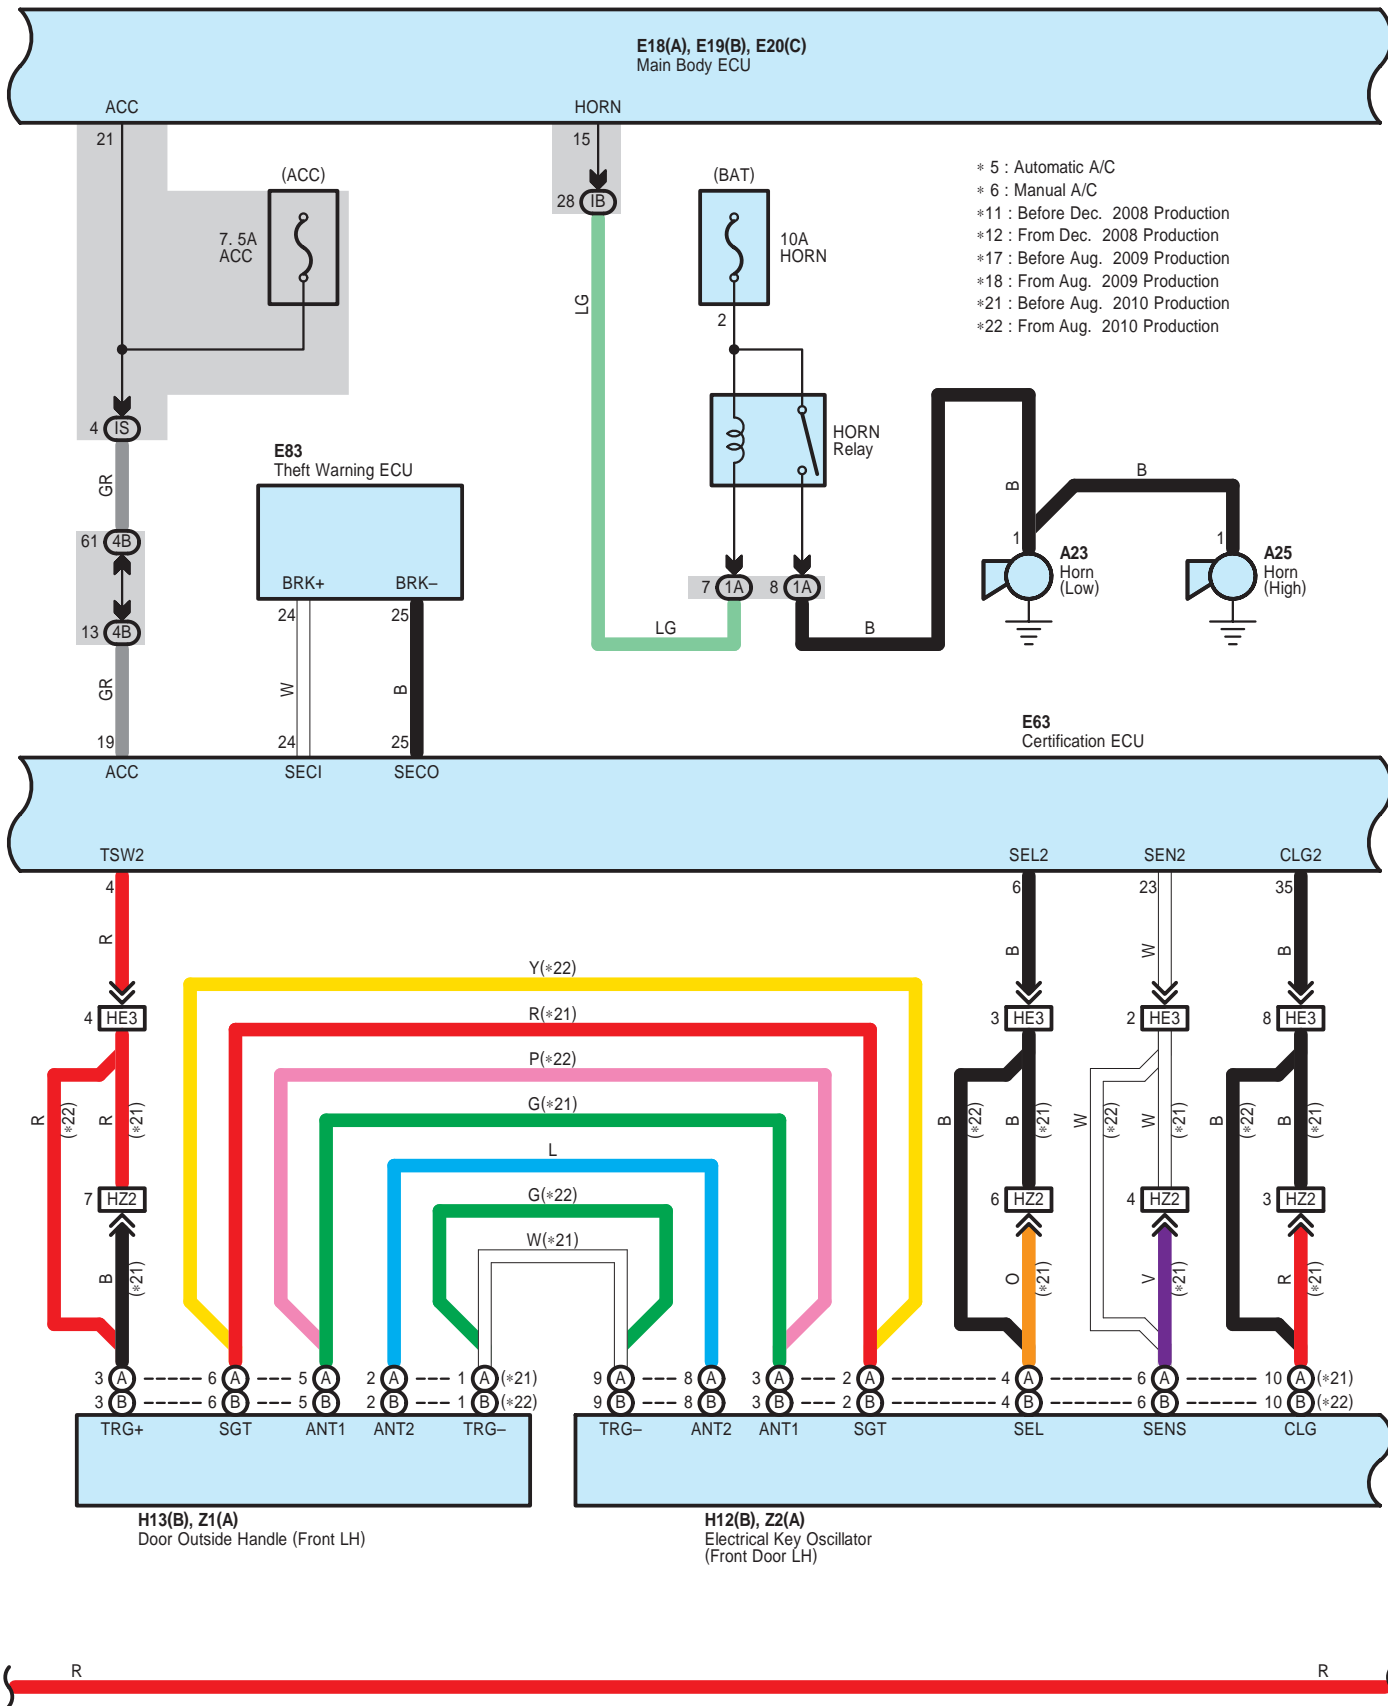 E18(A), E19(B), E20(C)
Main Body ECU
ACC
HORN
21
15
(ACC)
(BAT)
28 IB
7. 5A
ACC
10A
HORN
∗ 5 : Automatic A/C
∗ 6 : Manual A/C
∗11 : Before Dec. 2008 Production
∗12 : From Dec. 2008 Production
∗17 : Before Aug. 2009 Production
∗18 : From Aug. 2009 Production
∗21 : Before Aug. 2010 Production
∗22 : From Aug. 2010 Production
LG
2
4 IS
HORN
Relay
E83
Theft Warning ECU
GR
B
B
61 4B
1
1
A23
Horn
(Low)
A25
Horn
(High)
BRK+
BRK–
7 1A
8 1A
24
25
13 4B
LG
B
GR
W
B
E63
Certification ECU
19
24
25
ACC
SECI
SECO
TSW2
SEL2
SEN2
CLG2
4
6
23
35
R
B
W
B
Y(∗22)
4 HE3
R(∗21)
3 HE3
2 HE3
8 HE3
P(∗22)
G(∗21)
R
(∗22)
R
(∗21)
B
(∗22)
B
(∗21)
W
(∗22)
W
(∗21)
B
(∗22)
B
(∗21)
L
7 HZ2
G(∗22)
6 HZ2
4 HZ2
3 HZ2
W(∗21)
B
(∗21)
O
(∗21)
V
(∗21)
R
(∗21)
3 A 6 A 5 A 2 A 1 A (∗21) 9 A 8 A 3 A 2 A 4 A 6 A 10 A (∗21)
3 B 6 B 5 B 2 B 1 B (∗22) 9 B 8 B 3 B 2 B 4 B 6 B 10 B (∗22)
TRG+ SGT ANT1 ANT2 TRG– TRG– ANT2 ANT1 SGT SEL SENS CLG
H13(B), Z1(A)
Door Outside Handle (Front LH)
H12(B), Z2(A)
Electrical Key Oscillator
(Front Door LH)
R
R